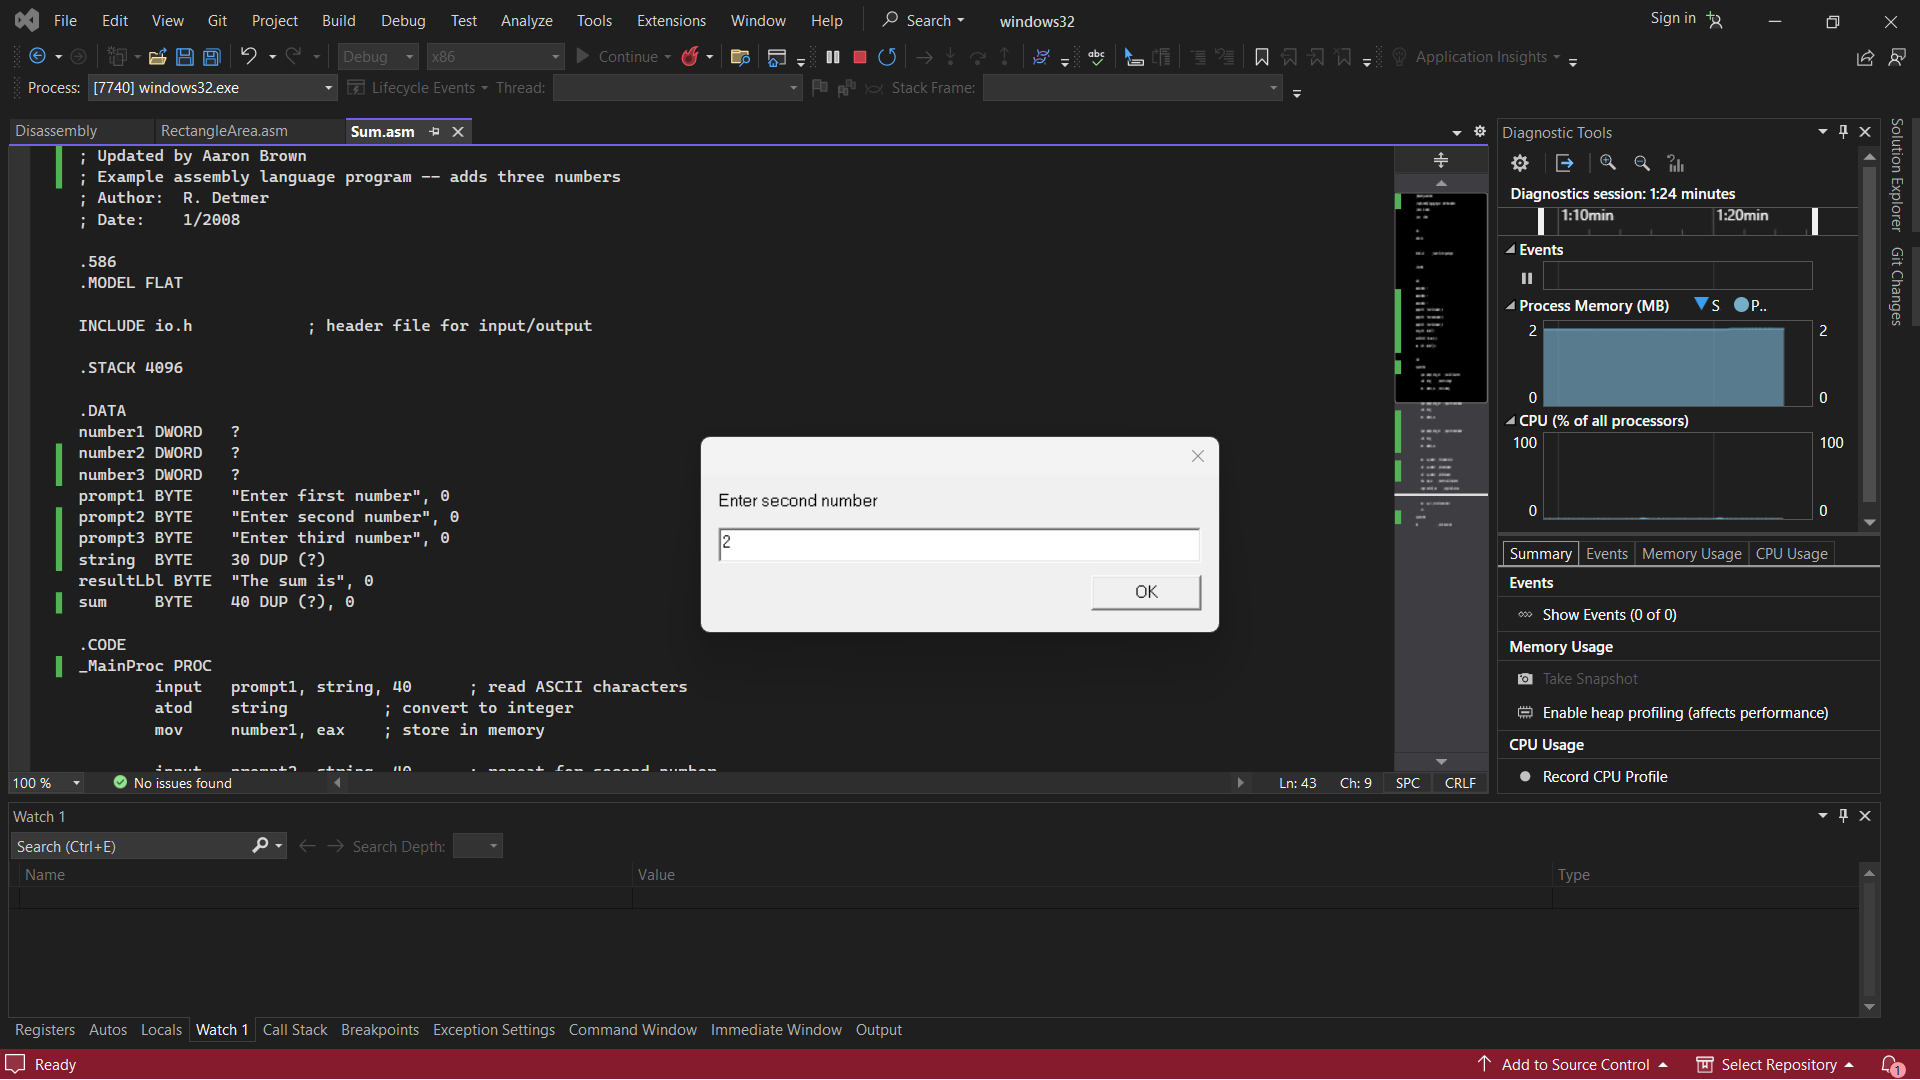 File Edit View Git Project Build Debug Test Analyze Tools Extensions Window Help Search windows32 Sign in
Debug x86 Continue abc Application Insights
Process: [7740] windows32.exe Lifecycle Events Thread: Stack Frame:
Disassembly RectangleArea.asm Sum.asm
; Updated by Aaron Brown
; Example assembly language program -- adds three numbers
; Author: R. Detmer
; Date: 1/2008
.586
.MODEL FLAT
INCLUDE io.h ; header file for input/output
.STACK 4096
.DATA
number1 DWORD ?
number2 DWORD ?
number3 DWORD ?
prompt1 BYTE "Enter first number", 0
prompt2 BYTE "Enter second number", 0
prompt3 BYTE "Enter third number", 0
string BYTE 30 DUP (?)
resultLbl BYTE "The sum is", 0
sum BYTE 40 DUP (?), 0
.CODE
_MainProc PROC
input prompt1, string, 40 ; read ASCII characters
atod string ; convert to integer
mov number1, eax ; store in memory
input prompt2, string, 40 ; repeat for second number
100 % No issues found Ln: 43 Ch: 9 SPC CRLF
Enter second number
2
OK
Diagnostic Tools
Diagnostics session: 1:24 minutes
1:10min 1:20min
Events
Process Memory (MB) S P..
2 2
0 0
CPU (% of all processors)
100 100
0 0
Summary Events Memory Usage CPU Usage
Events
Show Events (0 of 0)
Memory Usage
Take Snapshot
Enable heap profiling (affects performance)
CPU Usage
Record CPU Profile
Solution Explorer
Git Changes
Watch 1
Search (Ctrl+E) Search Depth:
Name Value Type
Registers Autos Locals Watch 1 Call Stack Breakpoints Exception Settings Command Window Immediate Window Output
Ready Add to Source Control Select Repository 1